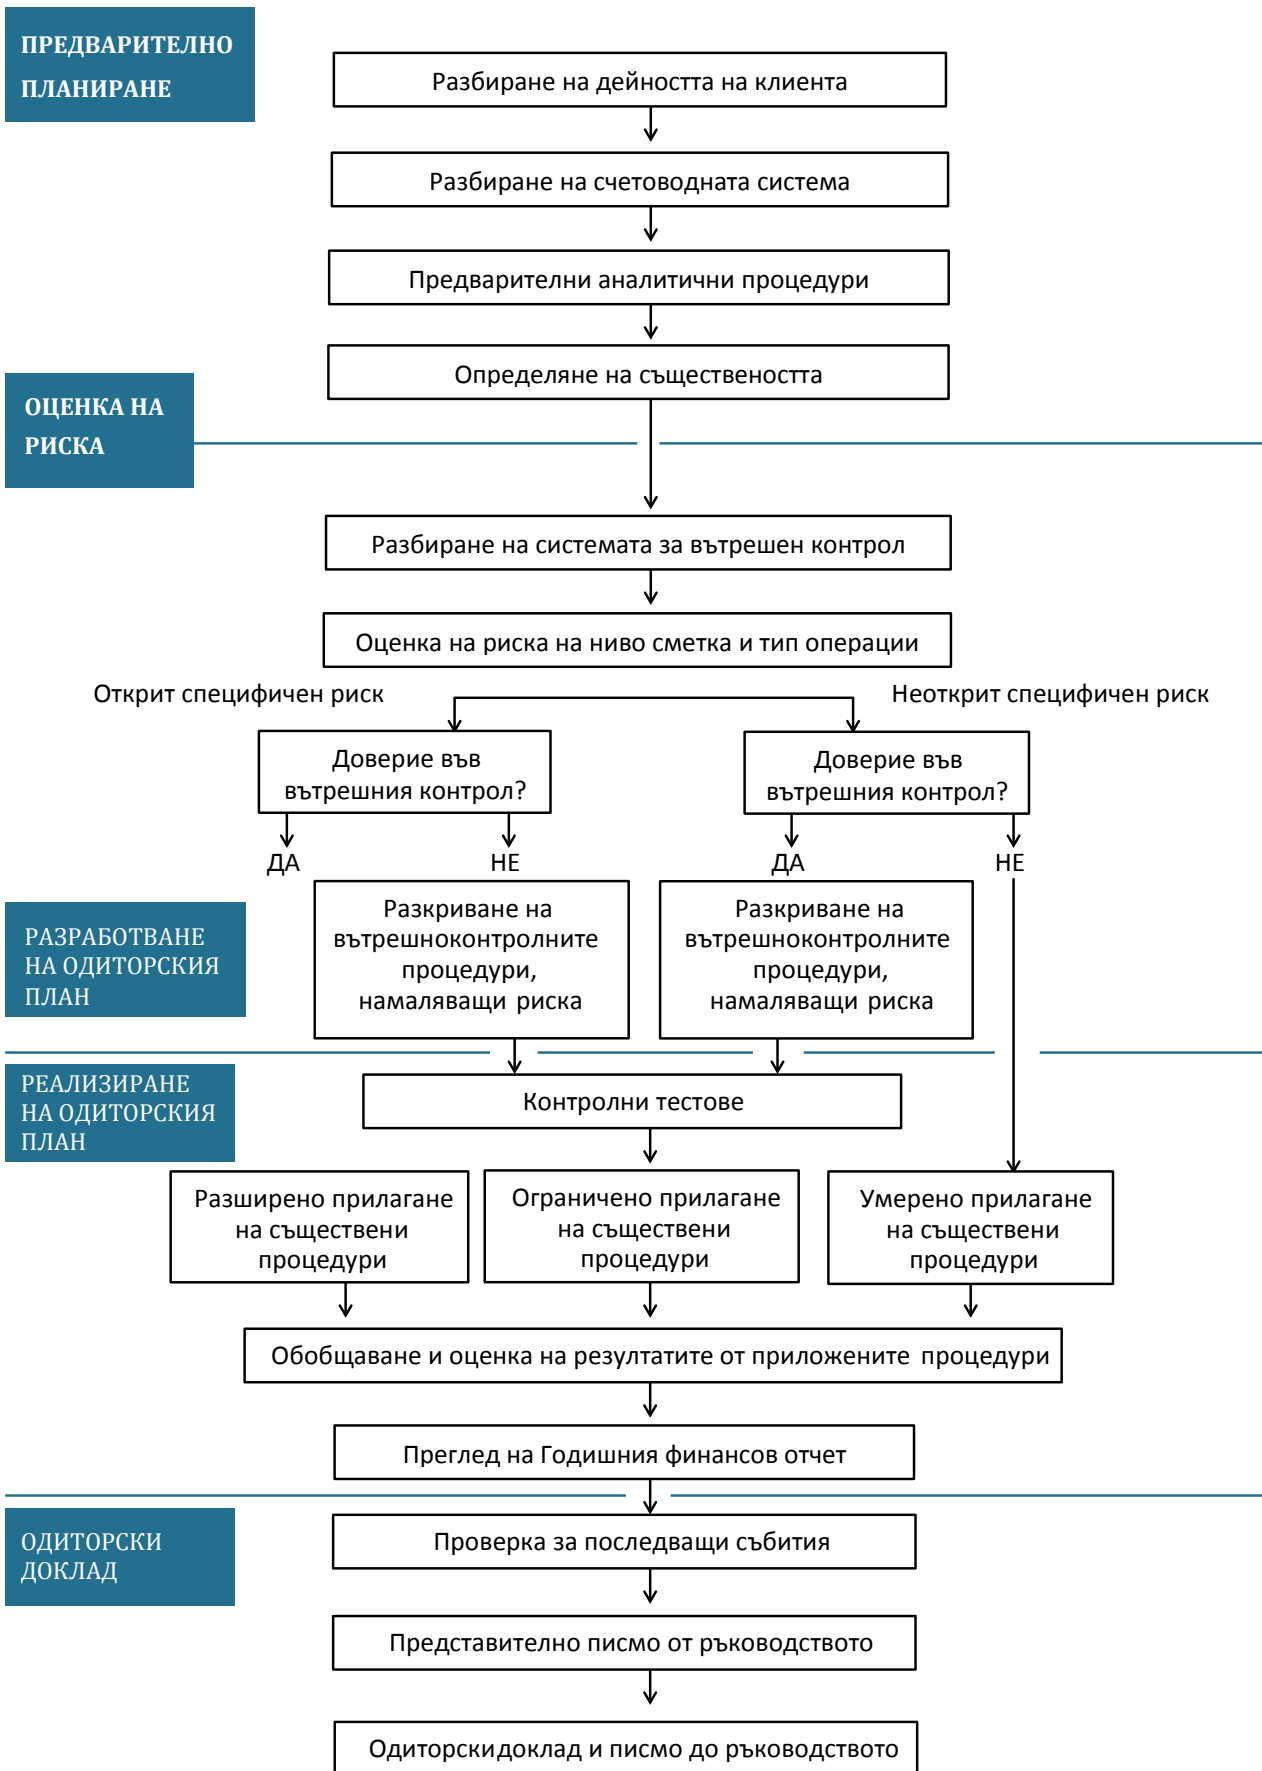 ПРЕДВАРИТЕЛНО
ПЛАНИРАНЕ
Разбиране на дейността на клиента
Разбиране на счетоводната система
Предварителни аналитични процедури
Определяне на съществеността
ОЦЕНКА НА
РИСКА
Разбиране на системата за вътрешен контрол
Оценка на риска на ниво сметка и тип операции
Открит специфичен риск
Неоткрит специфичен риск
Доверие във
вътрешния контрол?
Доверие във
вътрешния контрол?
ДА
НЕ
ДА
НЕ
РАЗРАБОТВАНЕ
НА ОДИТОРСКИЯ
ПЛАН
Разкриване на
вътрешноконтролните
процедури,
намаляващи риска
Разкриване на
вътрешноконтролните
процедури,
намаляващи риска
РЕАЛИЗИРАНЕ
НА ОДИТОРСКИЯ
ПЛАН
Контролни тестове
Разширено прилагане
на съществени
процедури
Ограничено прилагане
на съществени
процедури
Умерено прилагане
на съществени
процедури
Обобщаване и оценка на резултатите от приложените процедури
Преглед на Годишния финансов отчет
ОДИТОРСКИ
ДОКЛАД
Проверка за последващи събития
Представително писмо от ръководството
Одиторскидоклад и писмо до ръководството